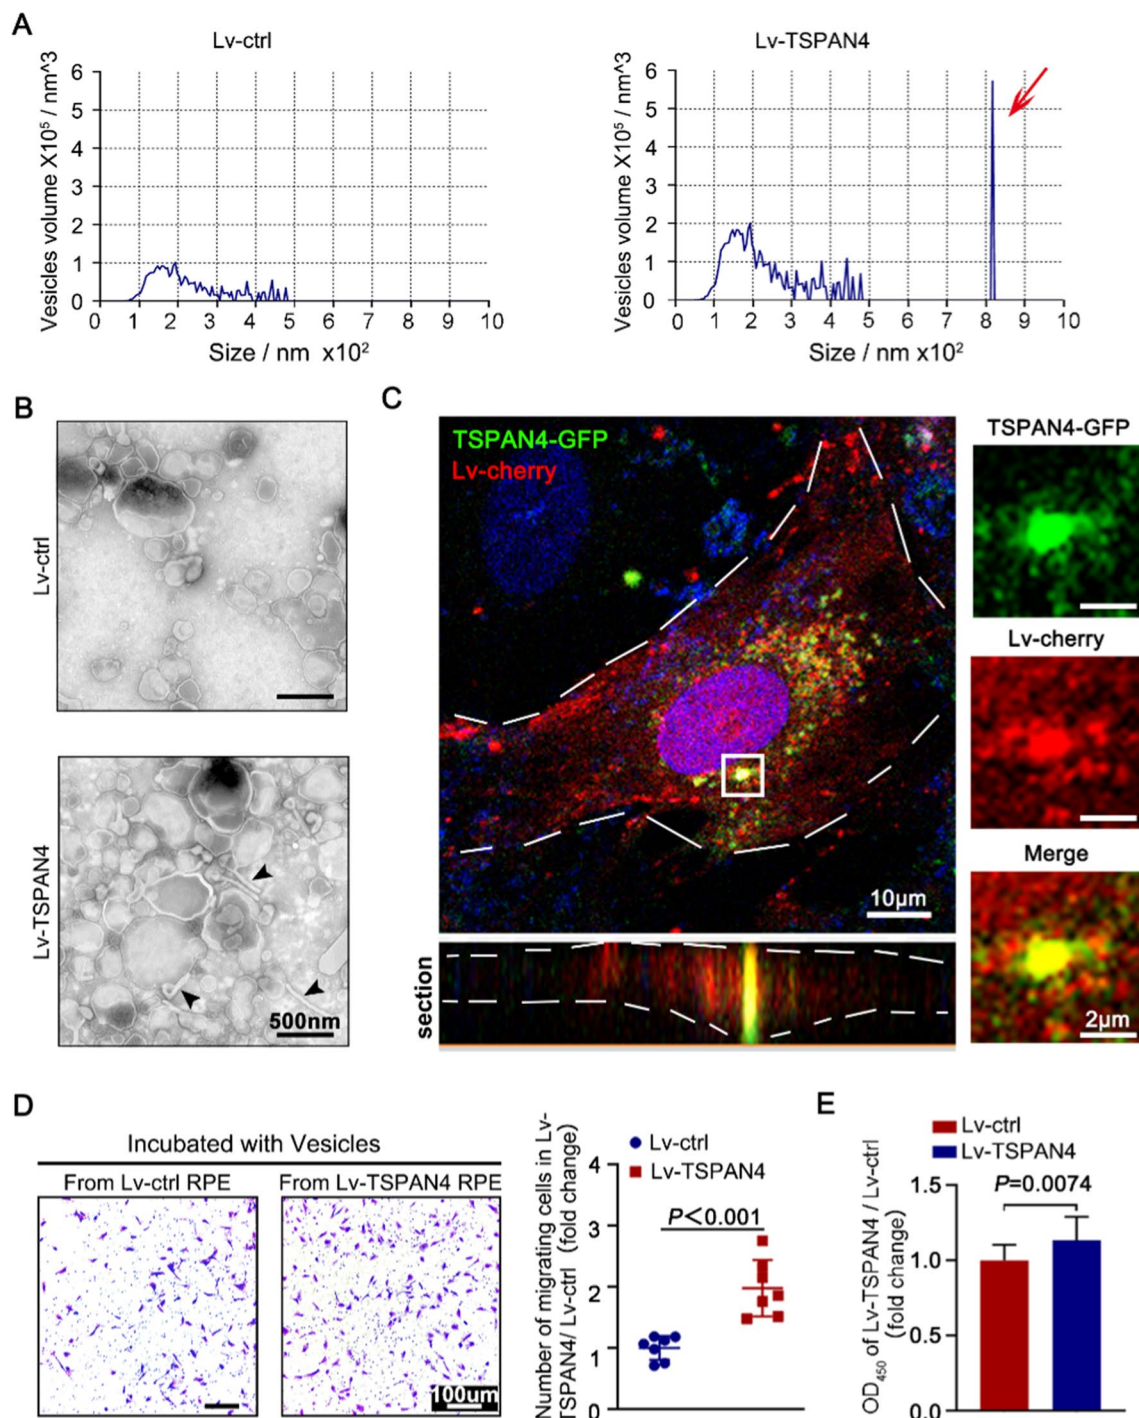 A
Lv-ctrl
Vesicles volume X10⁵ / nm^3
6
5
4
3
2
1
0
0 1 2 3 4 5 6 7 8 9 10
Size / nm x10²
Lv-TSPAN4
Vesicles volume X10⁵ / nm^3
6
5
4
3
2
1
0
0 1 2 3 4 5 6 7 8 9 10
Size / nm x10²
B
Lv-ctrl
Lv-TSPAN4
500nm
C
TSPAN4-GFP
Lv-cherry
10μm
section
TSPAN4-GFP
Lv-cherry
Merge
2μm
D
Incubated with Vesicles
From Lv-ctrl RPE
From Lv-TSPAN4 RPE
100um
Number of migrating cells in Lv-
TSPAN4/ Lv-ctrl (fold change)
Lv-ctrl
Lv-TSPAN4
4
3
2
1
0
P<0.001
E
Lv-ctrl
Lv-TSPAN4
OD₄₅₀ of Lv-TSPAN4 / Lv-ctrl
(fold change)
P=0.0074
1.5
1.0
0.5
0.0